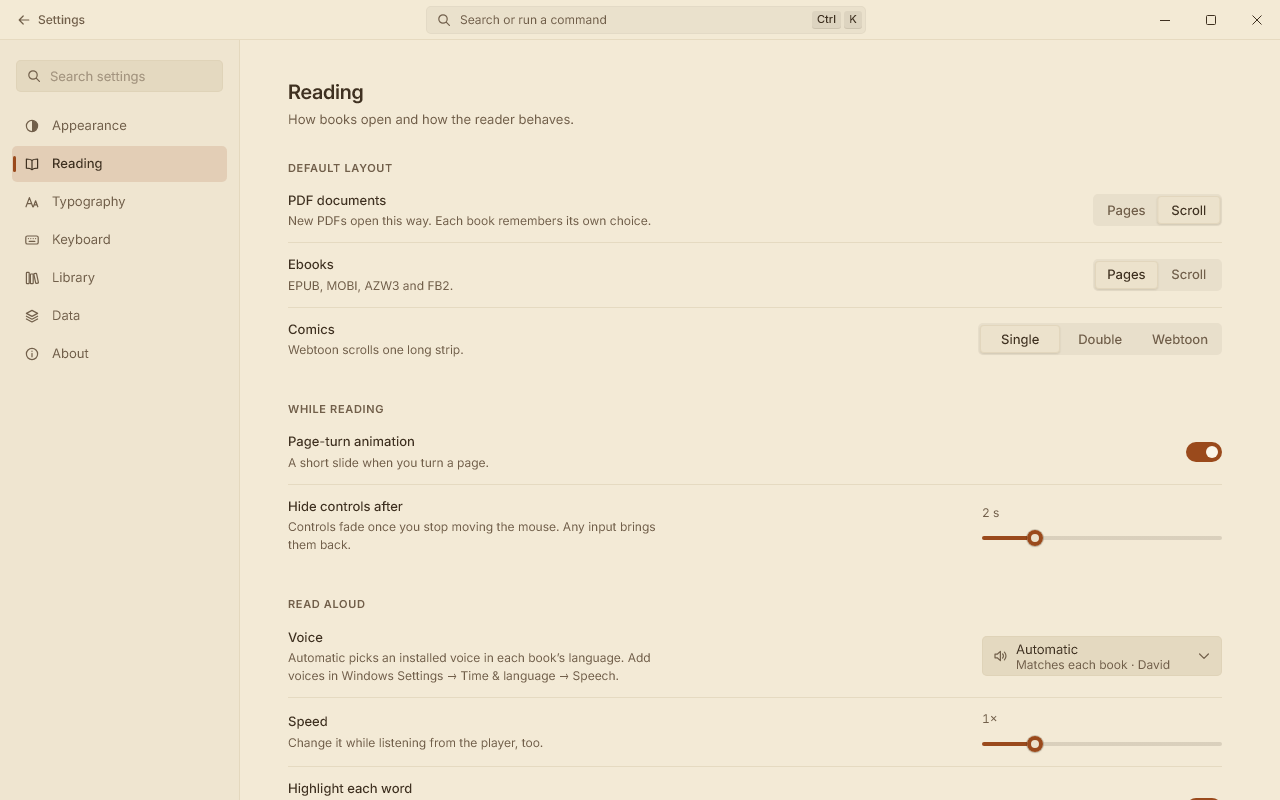 Settings
Search or run a command
Ctrl K
Search settings
Appearance
Reading
Typography
Keyboard
Library
Data
About
Reading
How books open and how the reader behaves.
DEFAULT LAYOUT
PDF documents
New PDFs open this way. Each book remembers its own choice.
Pages Scroll
Ebooks
EPUB, MOBI, AZW3 and FB2.
Pages Scroll
Comics
Webtoon scrolls one long strip.
Single Double Webtoon
WHILE READING
Page-turn animation
A short slide when you turn a page.
Hide controls after
Controls fade once you stop moving the mouse. Any input brings
them back.
2 s
READ ALOUD
Voice
Automatic picks an installed voice in each book’s language. Add
voices in Windows Settings → Time & language → Speech.
Automatic
Matches each book · David
Speed
Change it while listening from the player, too.
1×
Highlight each word